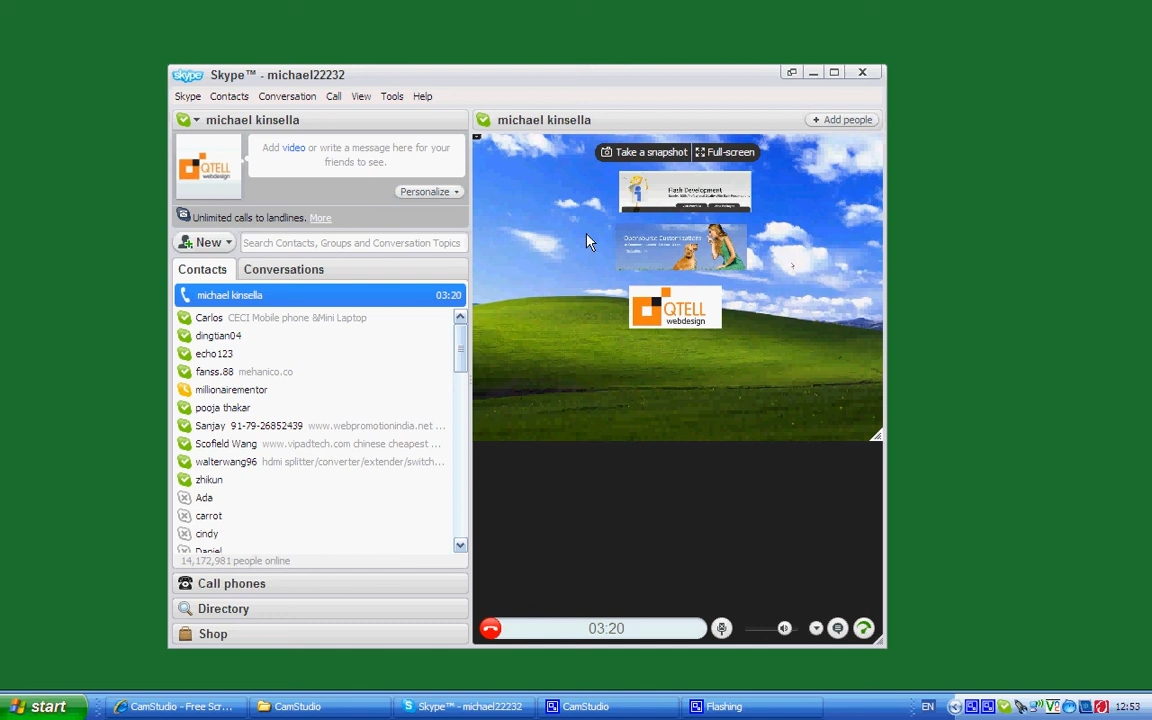 Skype™ - michael22232
Skype Contacts Conversation Call View Tools Help
michael kinsella
Add video or write a message here for your
friends to see.
QTELL
webdesign
Personalize
Unlimited calls to landlines. More
New
Search Contacts, Groups and Conversation Topics
Contacts Conversations
michael kinsella 03:20
Carlos CECI Mobile phone &Mini Laptop
dingtian04
echo123
fanss.88 mehanico.co
millionairementor
pooja thakar
Sanjay 91-79-26852439 www.webpromotionindia.net ...
Scofield Wang www.vipadtech.com chinese cheapest ...
walterwang96 hdmi splitter/converter/extender/switch...
zhikun
Ada
carrot
cindy
Daniel
14,172,981 people online
Call phones
Directory
Shop
michael kinsella
+ Add people
Take a snapshot Full-screen
Flash Development
Opensource Customizations
QTELL
webdesign
03:20
start
CamStudio - Free Scr...
CamStudio
Skype™ - michael22232
CamStudio
Flashing
EN
12:53